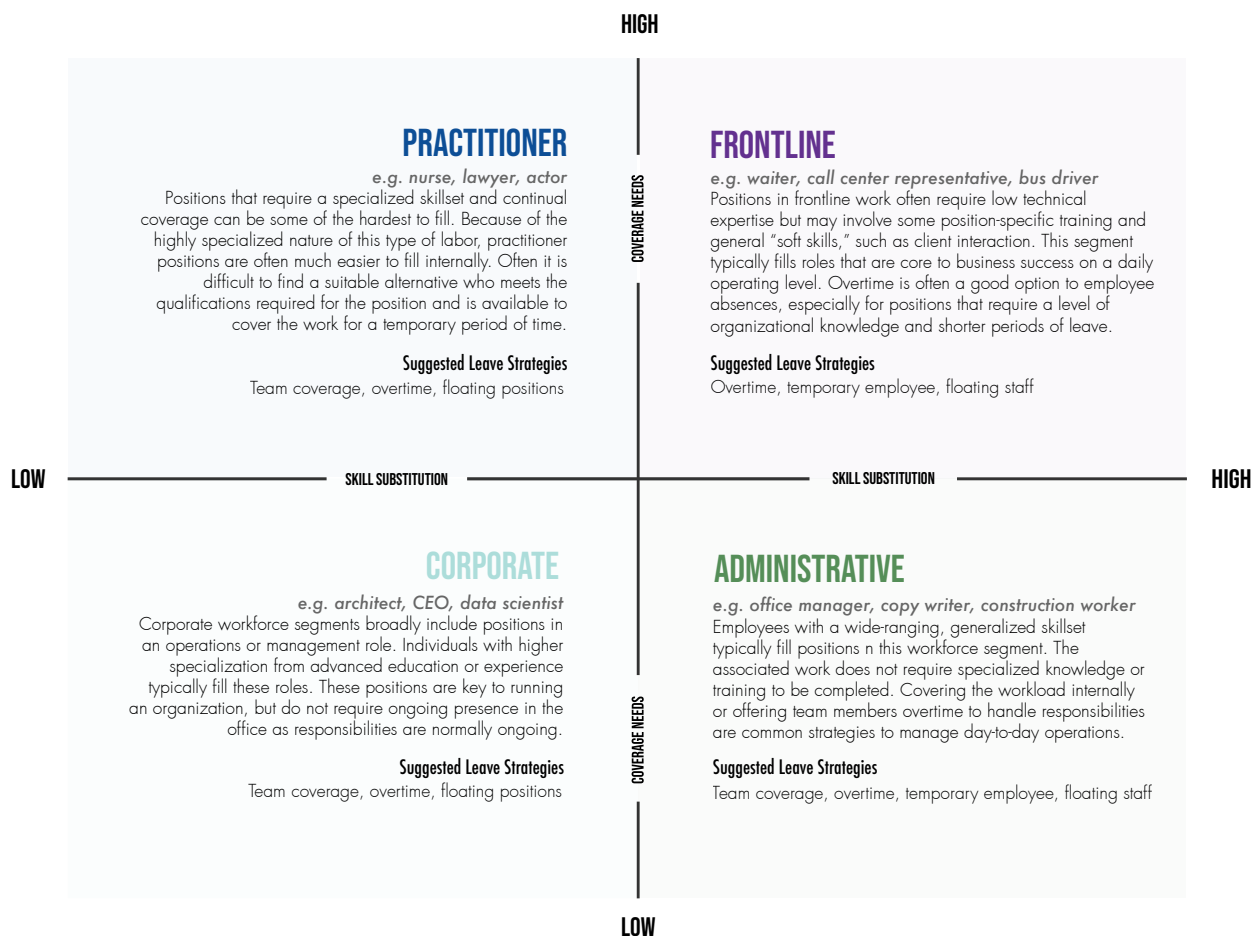 HIGH
PRACTITIONER
e.g. nurse, lawyer, actor
Positions that require a specialized skillset and continual
coverage can be some of the hardest to fill. Because of the
highly specialized nature of this type of labor, practitioner
positions are often much easier to fill internally. Often it is
difficult to find a suitable alternative who meets the
qualifications required for the position and is available to
cover the work for a temporary period of time.
Suggested Leave Strategies
Team coverage, overtime, floating positions
COVERAGE NEEDS
FRONTLINE
e.g. waiter, call center representative, bus driver
Positions in frontline work often require low technical
expertise but may involve some position-specific training and
general “soft skills,” such as client interaction. This segment
typically fills roles that are core to business success on a daily
operating level. Overtime is often a good option to employee
absences, especially for positions that require a level of
organizational knowledge and shorter periods of leave.
Suggested Leave Strategies
Overtime, temporary employee, floating staff
LOW
SKILL SUBSTITUTION
SKILL SUBSTITUTION
HIGH
CORPORATE
e.g. architect, CEO, data scientist
Corporate workforce segments broadly include positions in
an operations or management role. Individuals with higher
specialization from advanced education or experience
typically fill these roles. These positions are key to running
an organization, but do not require ongoing presence in the
office as responsibilities are normally ongoing.
Suggested Leave Strategies
Team coverage, overtime, floating positions
COVERAGE NEEDS
ADMINISTRATIVE
e.g. office manager, copy writer, construction worker
Employees with a wide-ranging, generalized skillset
typically fill positions n this workforce segment. The
associated work does not require specialized knowledge or
training to be completed. Covering the workload internally
or offering team members overtime to handle responsibilities
are common strategies to manage day-to-day operations.
Suggested Leave Strategies
Team coverage, overtime, temporary employee, floating staff
LOW